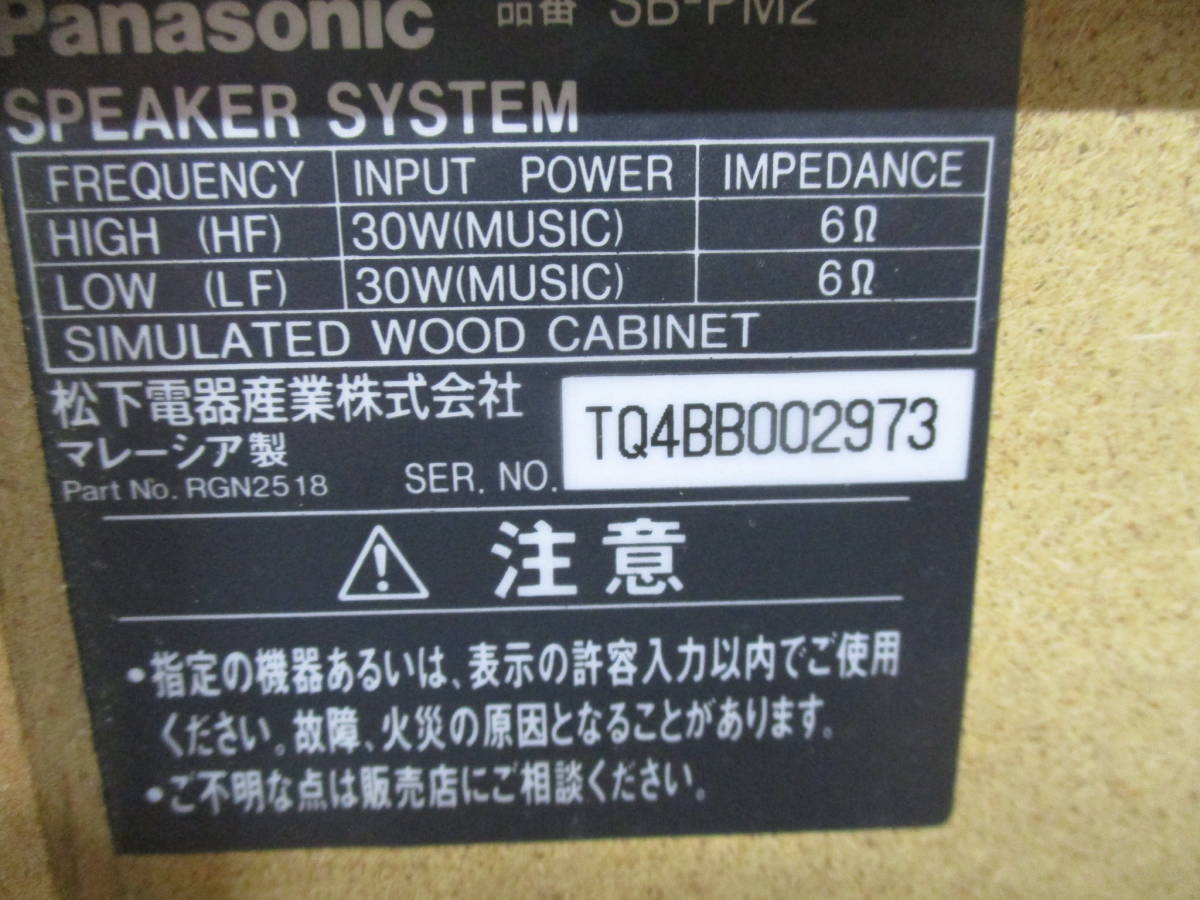 Panasonic 品番 SB-PM2
SPEAKER SYSTEM
FREQUENCY INPUT POWER IMPEDANCE
HIGH (HF) 30W(MUSIC) 6Ω
LOW (LF) 30W(MUSIC) 6Ω
SIMULATED WOOD CABINET
松下電器産業株式会社
マレーシア製
Part No. RGN2518 SER. NO. TQ4BB002973
注意
•指定の機器あるいは、表示の許容入力以内でご使用
ください。故障、火災の原因となることがあります。
•ご不明な点は販売店にご相談ください。